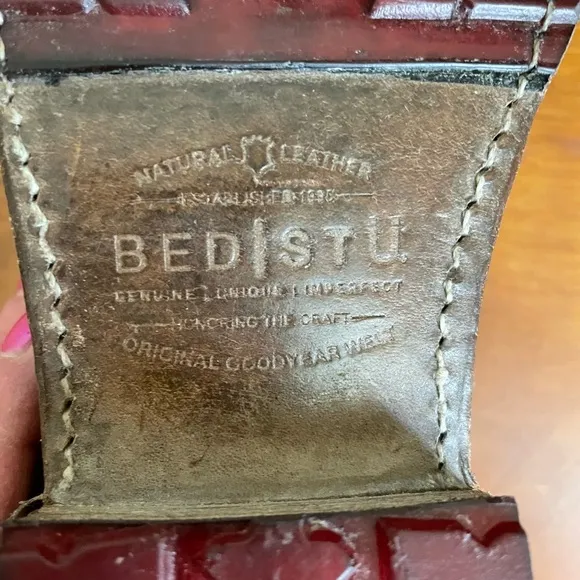 NATURAL LEATHER
ESTABLISHED 1995
BED|STÜ.
GENUINE | UNIQUE | IMPERFECT
HONORING THE CRAFT
ORIGINAL GOODYEAR WELT